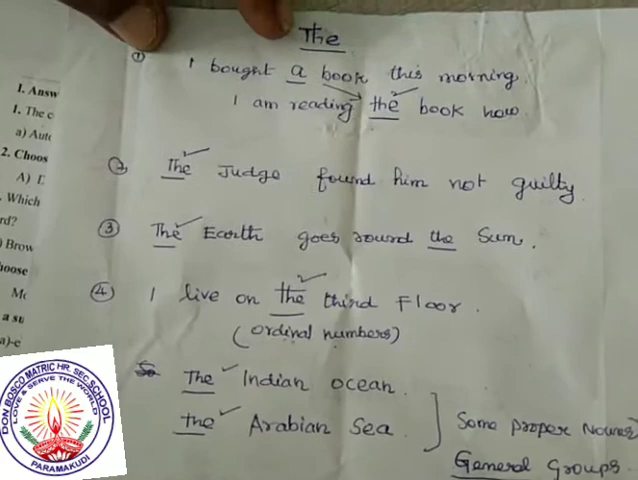 The
① I bought a book this morning.
I am reading the book now.
② The Judge found him not guilty.
③ The Earth goes round the Sun.
④ I live on the third Floor.
(ordinal numbers)
The Indian ocean.
the Arabian Sea.
Some proper Nouns
General Groups.
I. Answ
1. The c
a) Aut
2. Choos
A)
Which
rd?
) Brow
hoose
a su
a)-e
DON BOSCO MATRIC HR. SEC. SCHOOL
LOVE & SERVE THE WORLD
PARAMAKUDI